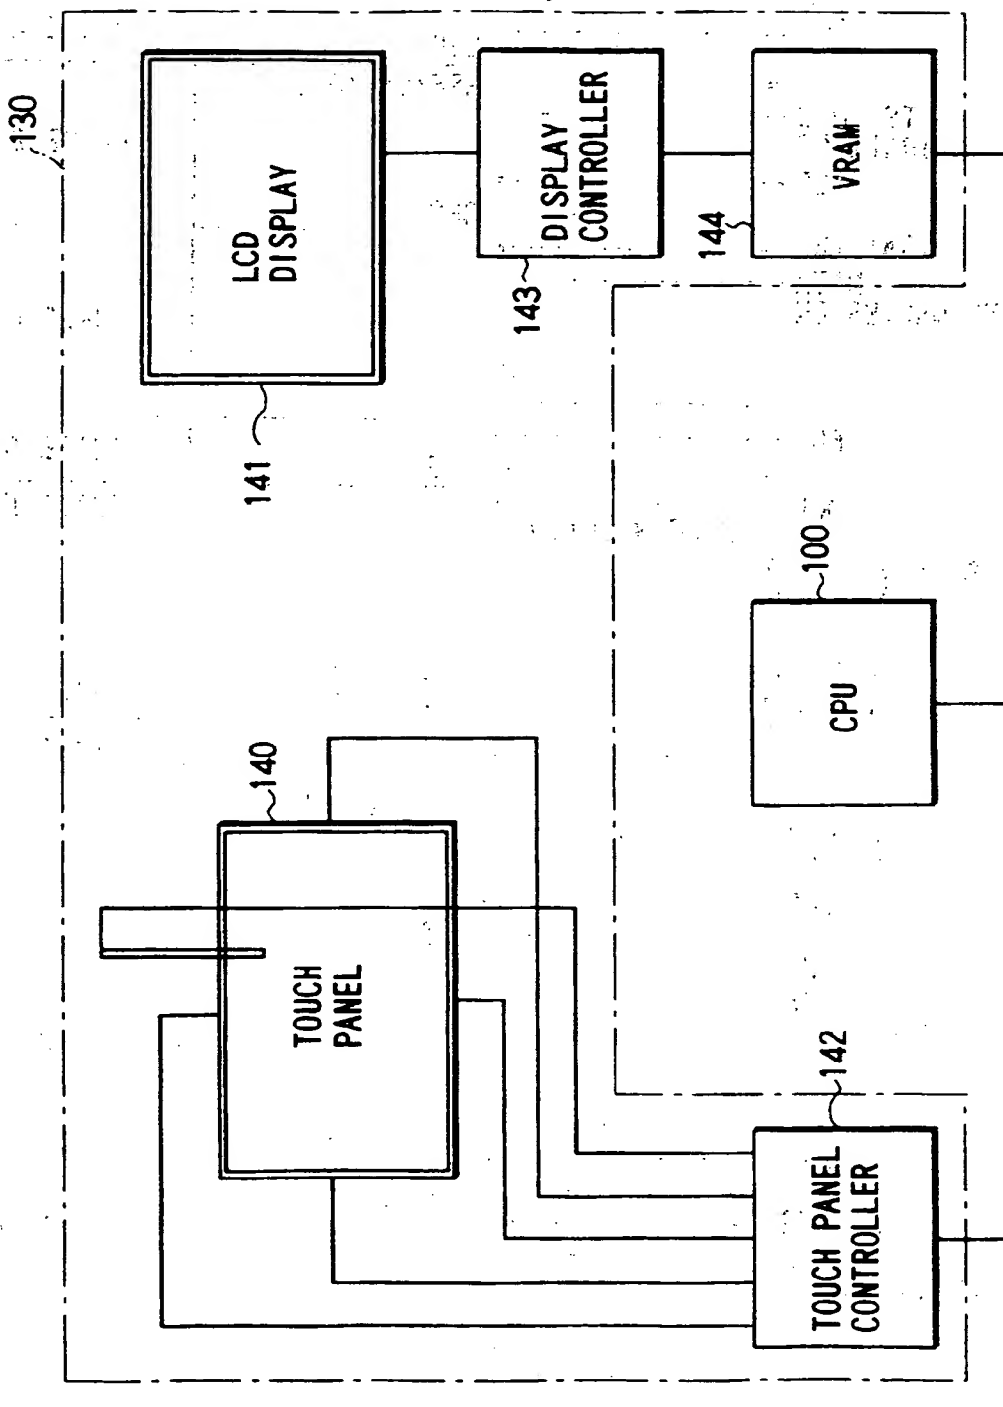 130
LCD
DISPLAY
141
DISPLAY
CONTROLLER
143
VRAM
144
TOUCH
PANEL
140
CPU
100
TOUCH PANEL
CONTROLLER
142